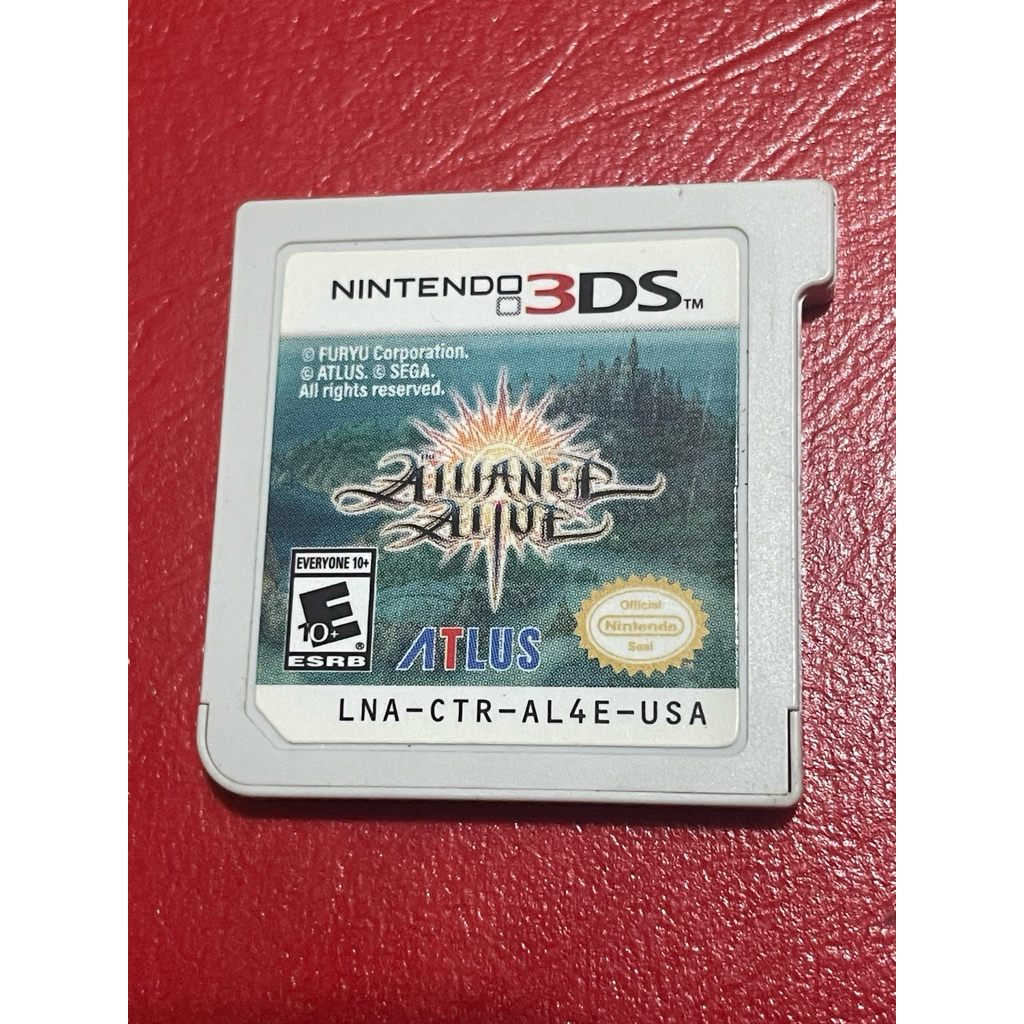 NINTENDO 3DS™
© FURYU Corporation.
© ATLUS. © SEGA.
All rights reserved.
THE
ALLIANCE
ALIVE
EVERYONE 10+
E
10+
®
ESRB
ATLUS
Official
Nintendo
Seal
LNA-CTR-AL4E-USA